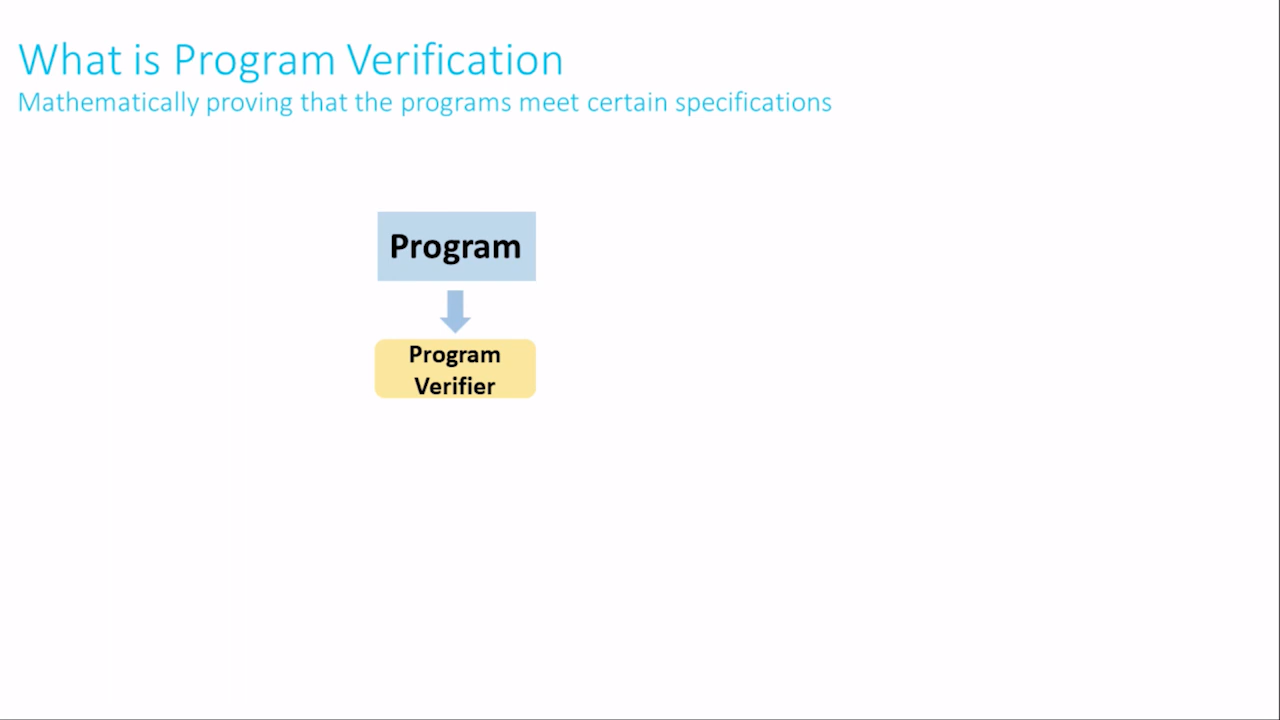 What is Program Verification
Mathematically proving that the programs meet certain specifications
Program
Program
Verifier